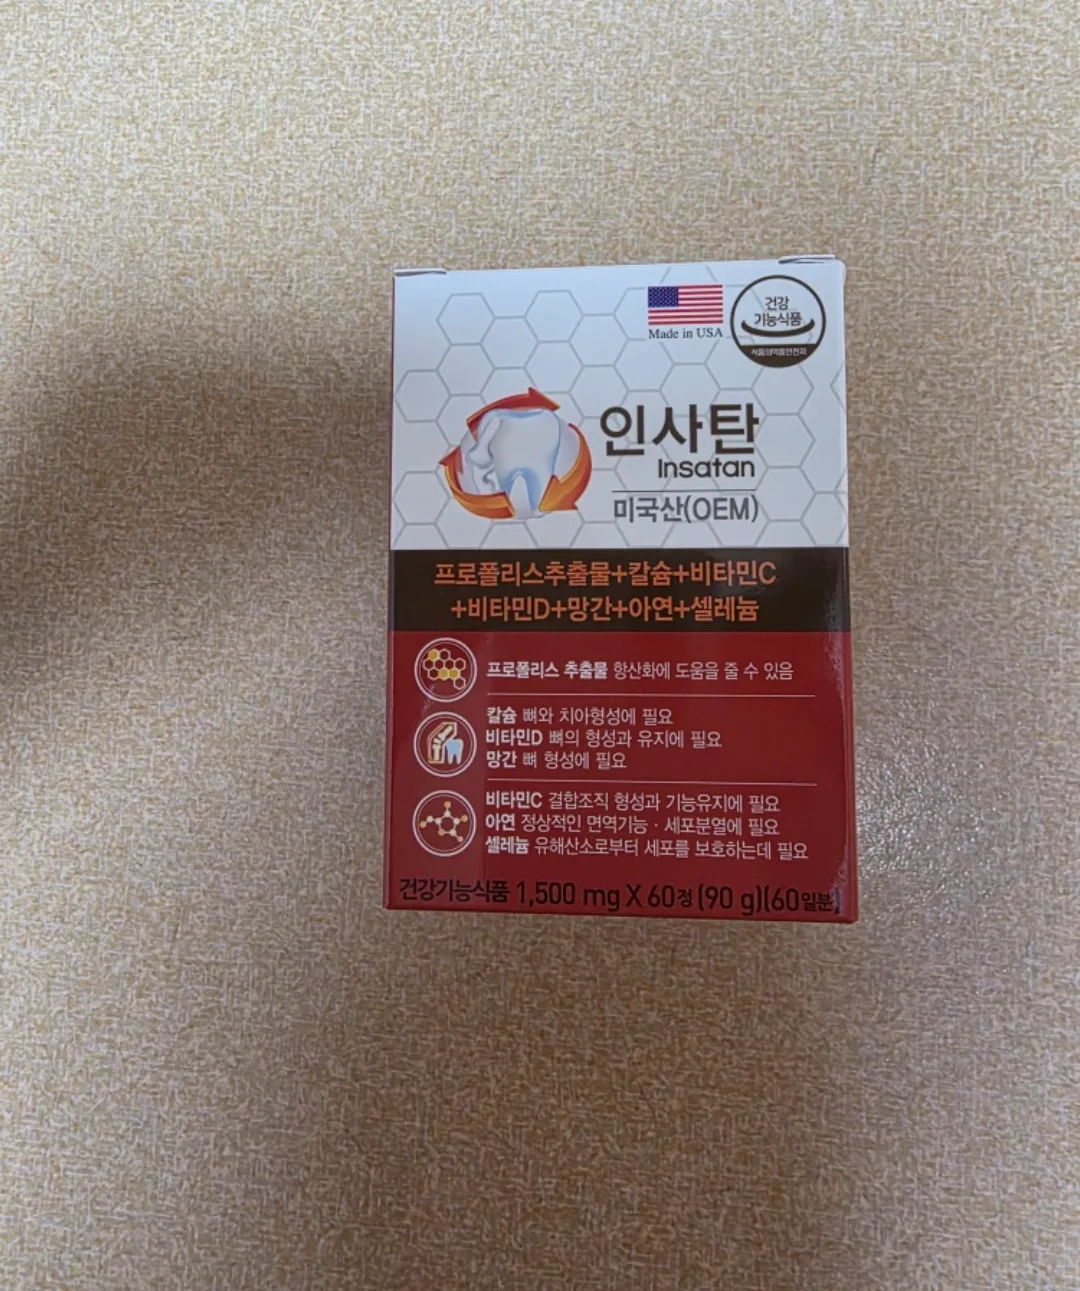 Made in USA
건강
기능식품
식품의약품안전처
인사탄
Insatan
미국산(OEM)
프로폴리스추출물+칼슘+비타민C
+비타민D+망간+아연+셀레늄
프로폴리스 추출물 항산화에 도움을 줄 수 있음
칼슘 뼈와 치아형성에 필요
비타민D 뼈의 형성과 유지에 필요
망간 뼈 형성에 필요
비타민C 결합조직 형성과 기능유지에 필요
아연 정상적인 면역기능 · 세포분열에 필요
셀레늄 유해산소로부터 세포를 보호하는데 필요
건강기능식품 1,500 mg X 60정 (90 g)(60일분)